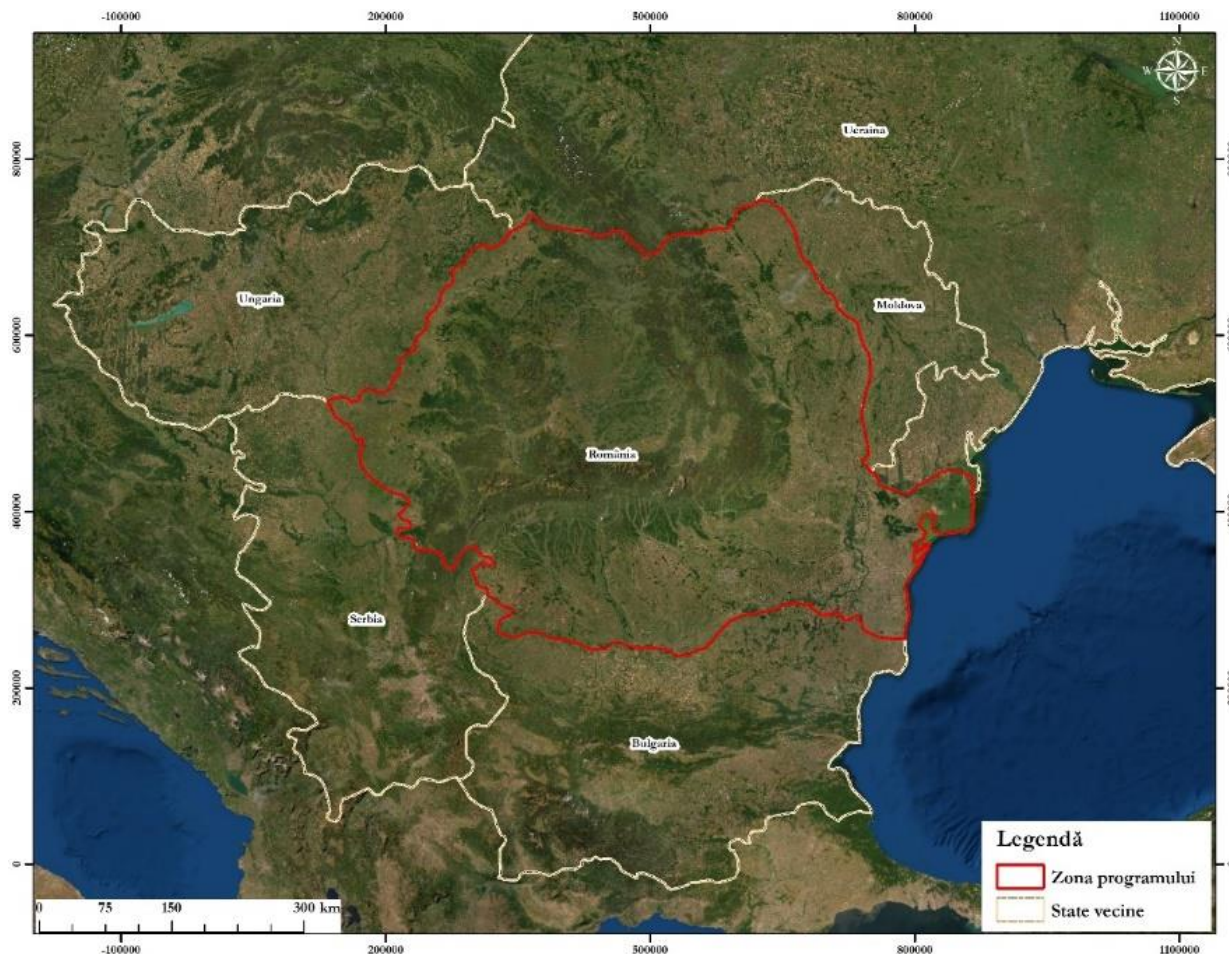 -100000
200000
500000
800000
1100000
N
W
E
S
Ucraina
800000
Ungaria
Moldova
600000
România
400000
Serbia
200000
Bulgaria
0
Legendă
Zona programului
State vecine
0 75 150 300 km
-100000
200000
500000
800000
1100000